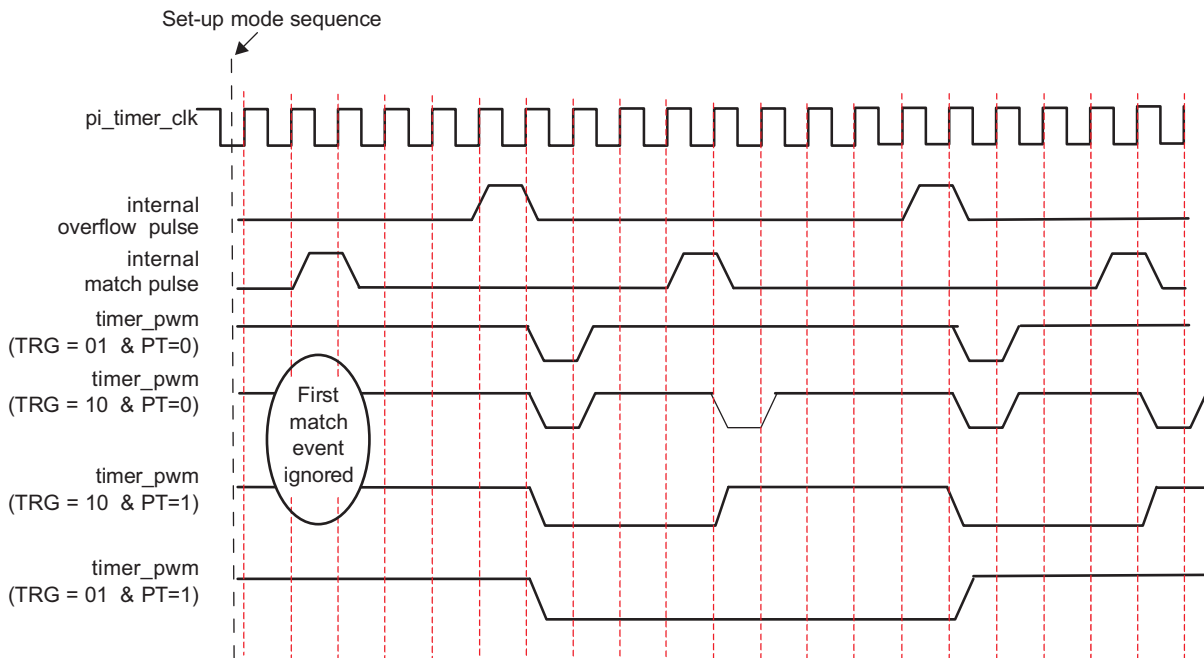 Set-up mode sequence
pi_timer_clk
internal
overflow pulse
internal
match pulse
timer_pwm
(TRG = 01 & PT=0)
timer_pwm
(TRG = 10 & PT=0)
First
match
event
ignored
timer_pwm
(TRG = 10 & PT=1)
timer_pwm
(TRG = 01 & PT=1)